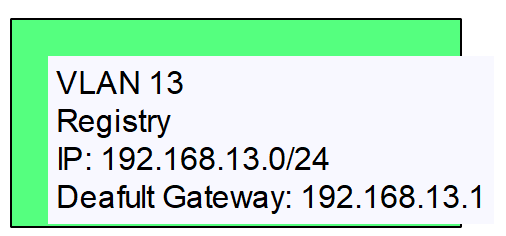 VLAN 13
Registry
IP: 192.168.13.0/24
Deafult Gateway: 192.168.13.1